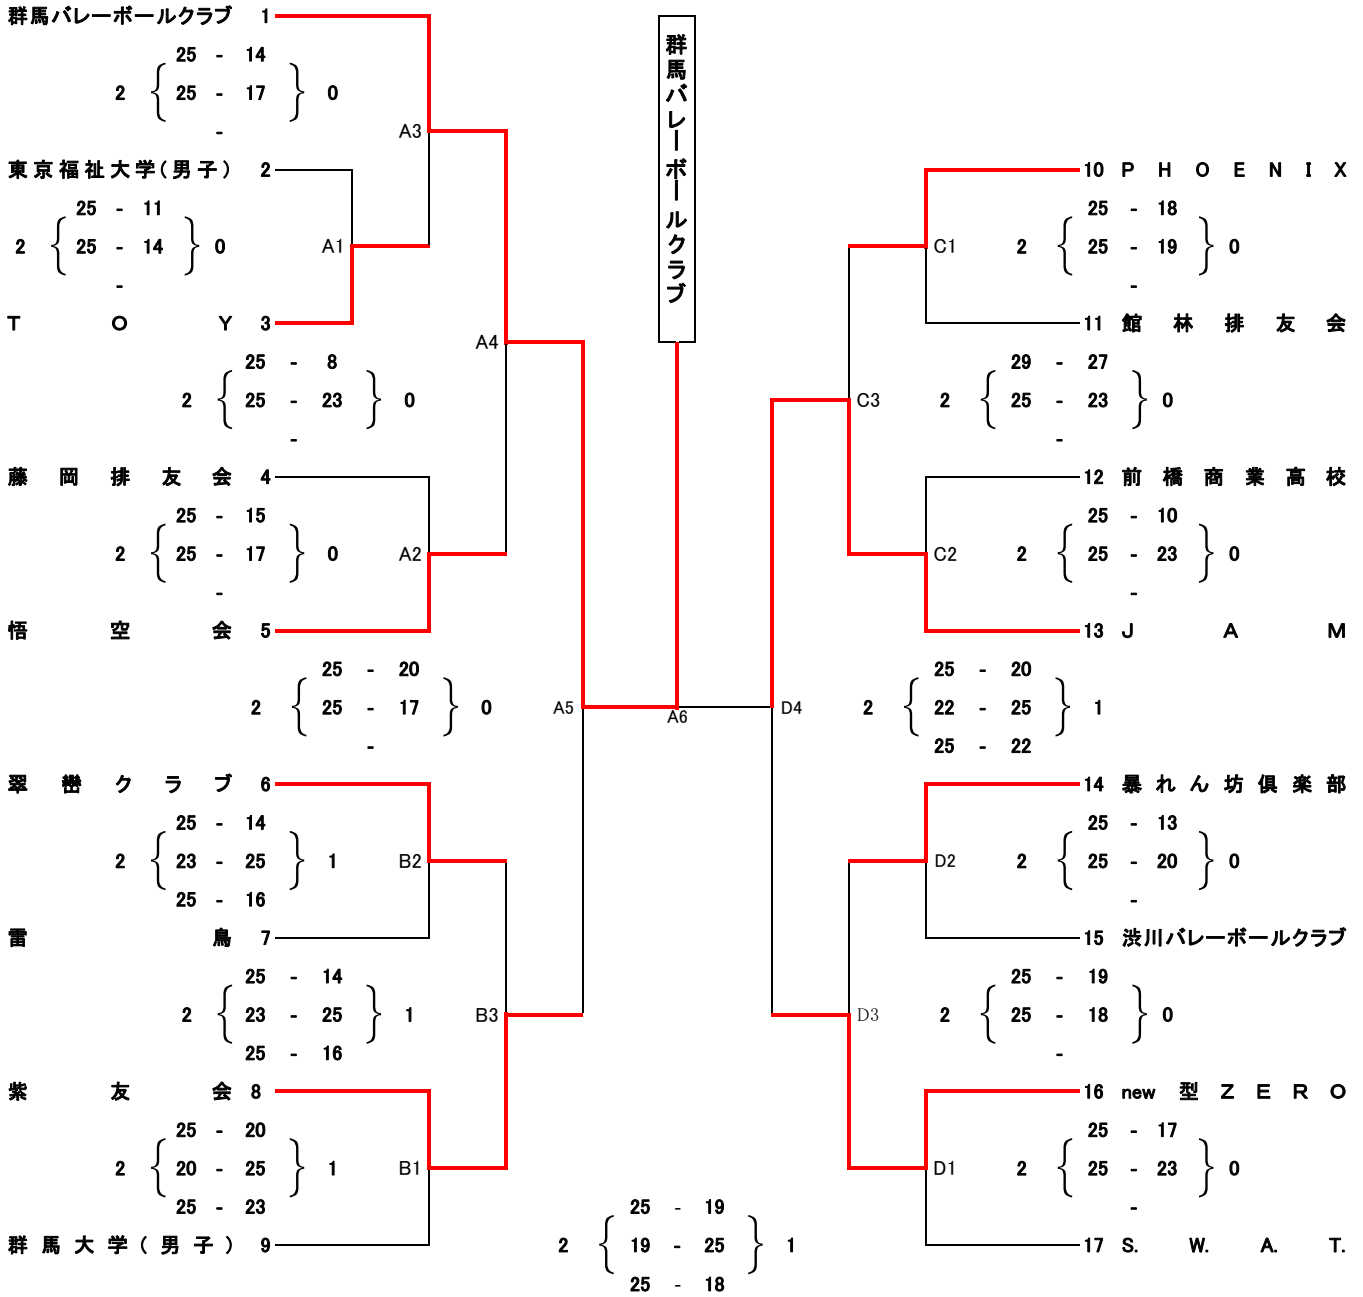 群馬バレーボールクラブ 1
25 - 14
2 25 - 17 0
-
A3
東京福祉大学(男子) 2
25 - 11
2 25 - 14 0
-
A1
T O Y 3
A4
25 - 8
2 25 - 23 0
-
藤岡排友会 4
25 - 15
2 25 - 17 0
-
A2
悟空会 5
25 - 20
2 25 - 17 0
-
A5
翠巒クラブ 6
25 - 14
2 23 - 25 1
25 - 16
B2
雷鳥 7
25 - 14
2 23 - 25 1
25 - 16
B3
紫友会 8
25 - 20
2 20 - 25 1
25 - 23
B1
群馬大学(男子) 9
群馬バレーボールクラブ
A6
25 - 19
2 19 - 25 1
25 - 18
10 P H O E N I X
25 - 18
C1 2 25 - 19 0
-
11 館林排友会
29 - 27
C3 2 25 - 23 0
-
12 前橋商業高校
25 - 10
C2 2 25 - 23 0
-
13 J A M
25 - 20
D4 2 22 - 25 1
25 - 22
14 暴れん坊倶楽部
25 - 13
D2 2 25 - 20 0
-
15 渋川バレーボールクラブ
25 - 19
D3 2 25 - 18 0
-
16 new 型 Z E R O
25 - 17
D1 2 25 - 23 0
-
17 S. W. A. T.